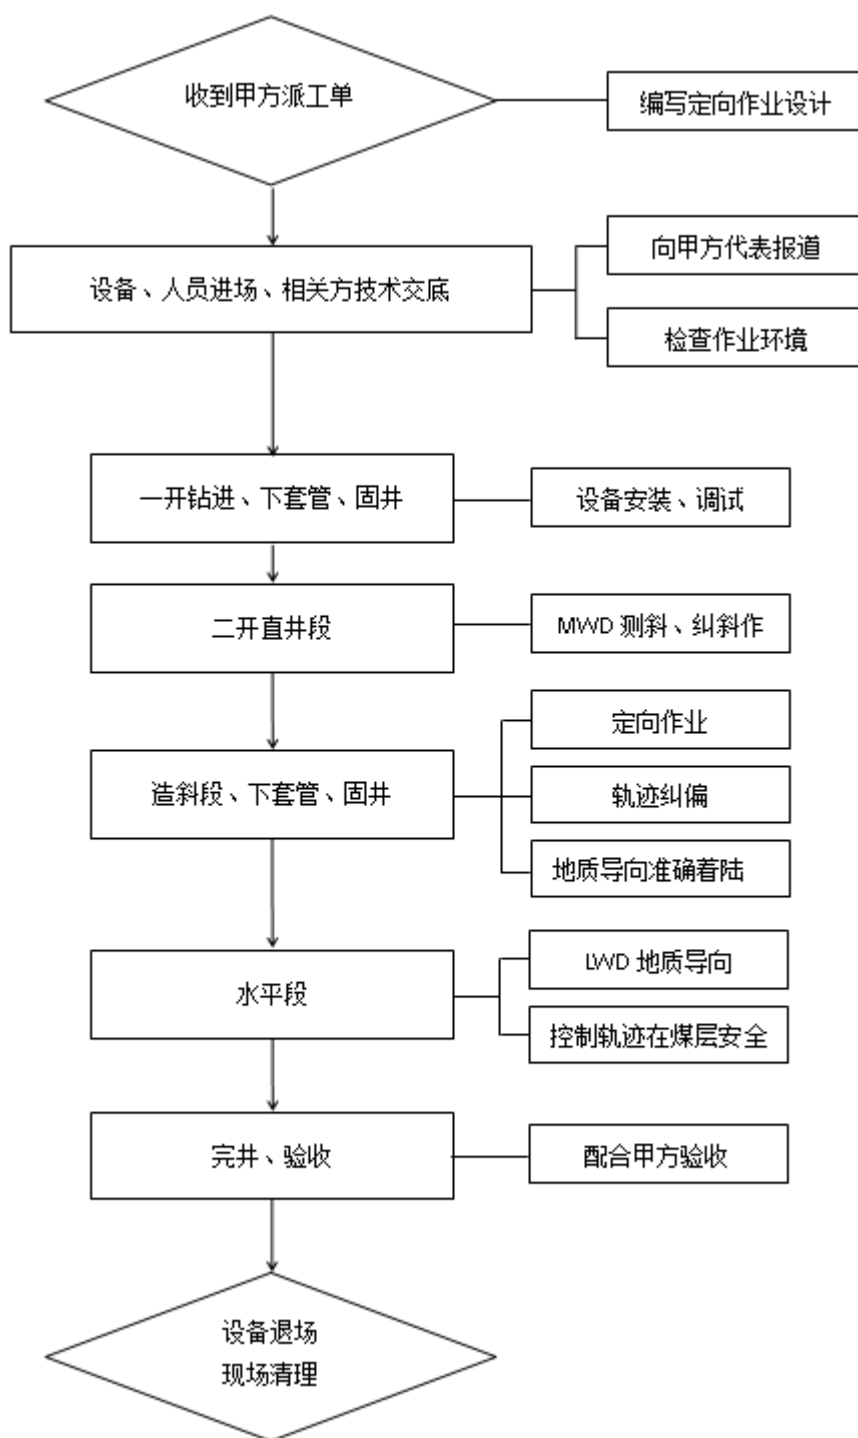 收到甲方派工单
编写定向作业设计
设备、人员进场、相关方技术交底
向甲方代表报道
检查作业环境
一开钻进、下套管、固井
设备安装、调试
二开直井段
MWD 测斜、纠斜作
造斜段、下套管、固井
定向作业
轨迹纠偏
地质导向准确着陆
水平段
LWD 地质导向
控制轨迹在煤层安全
完井、验收
配合甲方验收
设备退场
现场清理